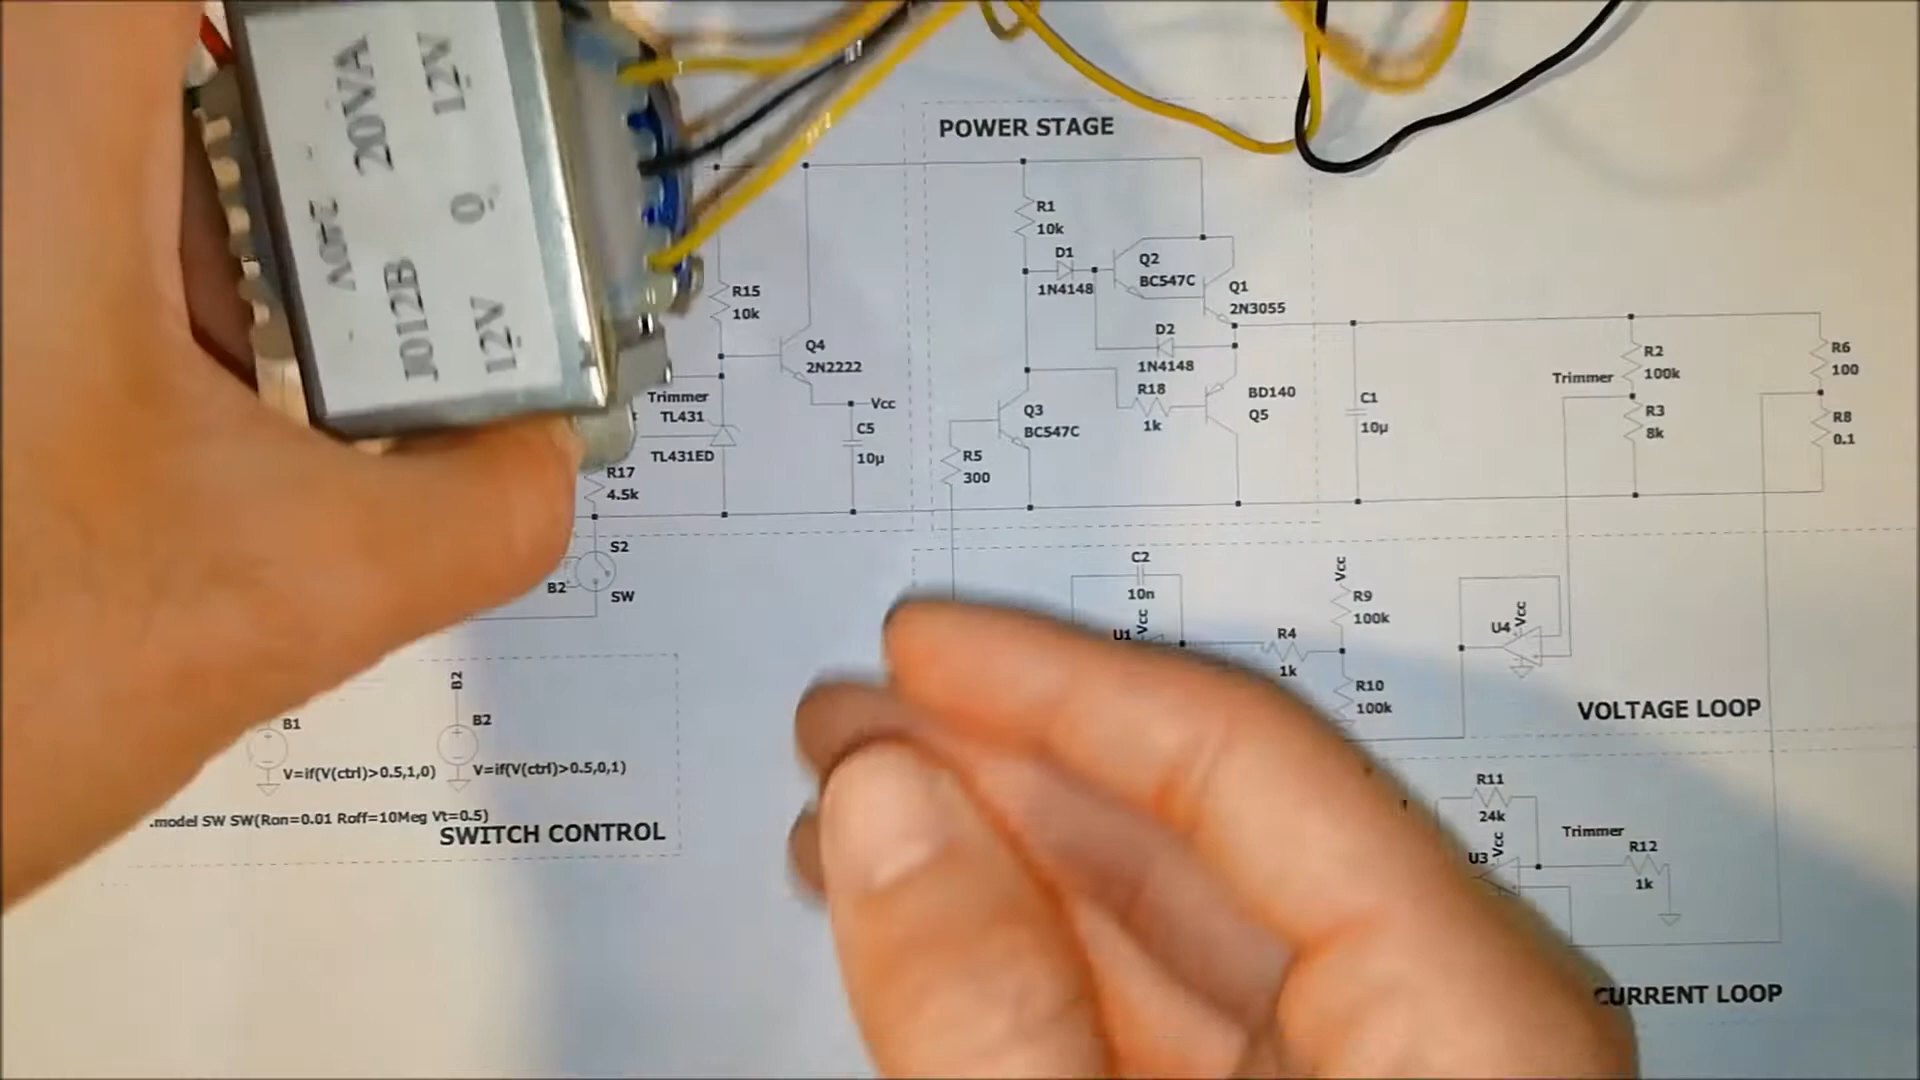 240V
J012B 20VA
12V 0 12V
POWER STAGE
R1
10k
D1
1N4148
Q2
BC547C
Q1
2N3055
R15
10k
Q4
2N2222
D2
1N4148
R18
1k
BD140
Q5
C1
10µ
Trimmer
R2
100k
R3
8k
R6
100
R8
0.1
Trimmer
TL431
TL431ED
Vcc
C5
10µ
Q3
BC547C
R5
300
R17
4.5k
S2
B2
SW
C2
10n
Vcc
U1
R4
1k
Vcc
R9
100k
R10
100k
U4
Vcc
VOLTAGE LOOP
B1
V=if(V(ctrl)>0.5,1,0)
B2
B2
V=if(V(ctrl)>0.5,0,1)
.model SW SW(Ron=0.01 Roff=10Meg Vt=0.5)
SWITCH CONTROL
R11
24k
Vcc
U3
Trimmer
R12
1k
CURRENT LOOP